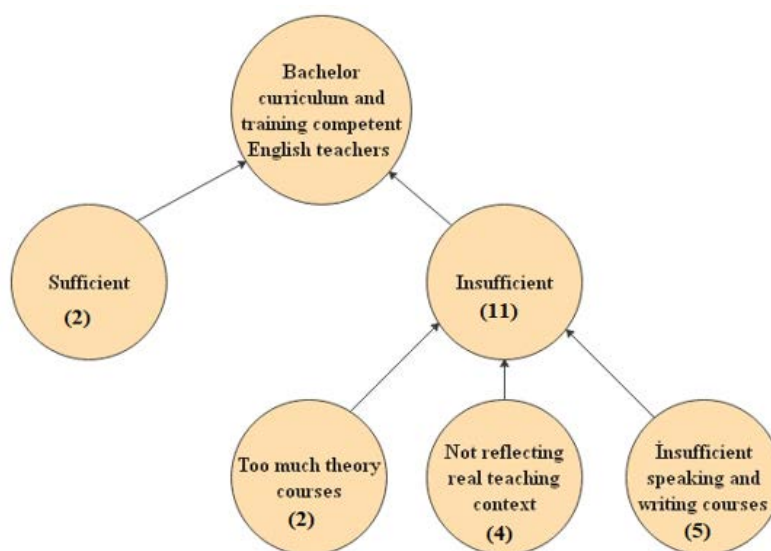 Bachelor
curriculum and
training competent
English teachers
Sufficient
(2)
Insufficient
(11)
Too much theory
courses
(2)
Not reflecting
real teaching
context
(4)
İnsufficient
speaking and
writing courses
(5)